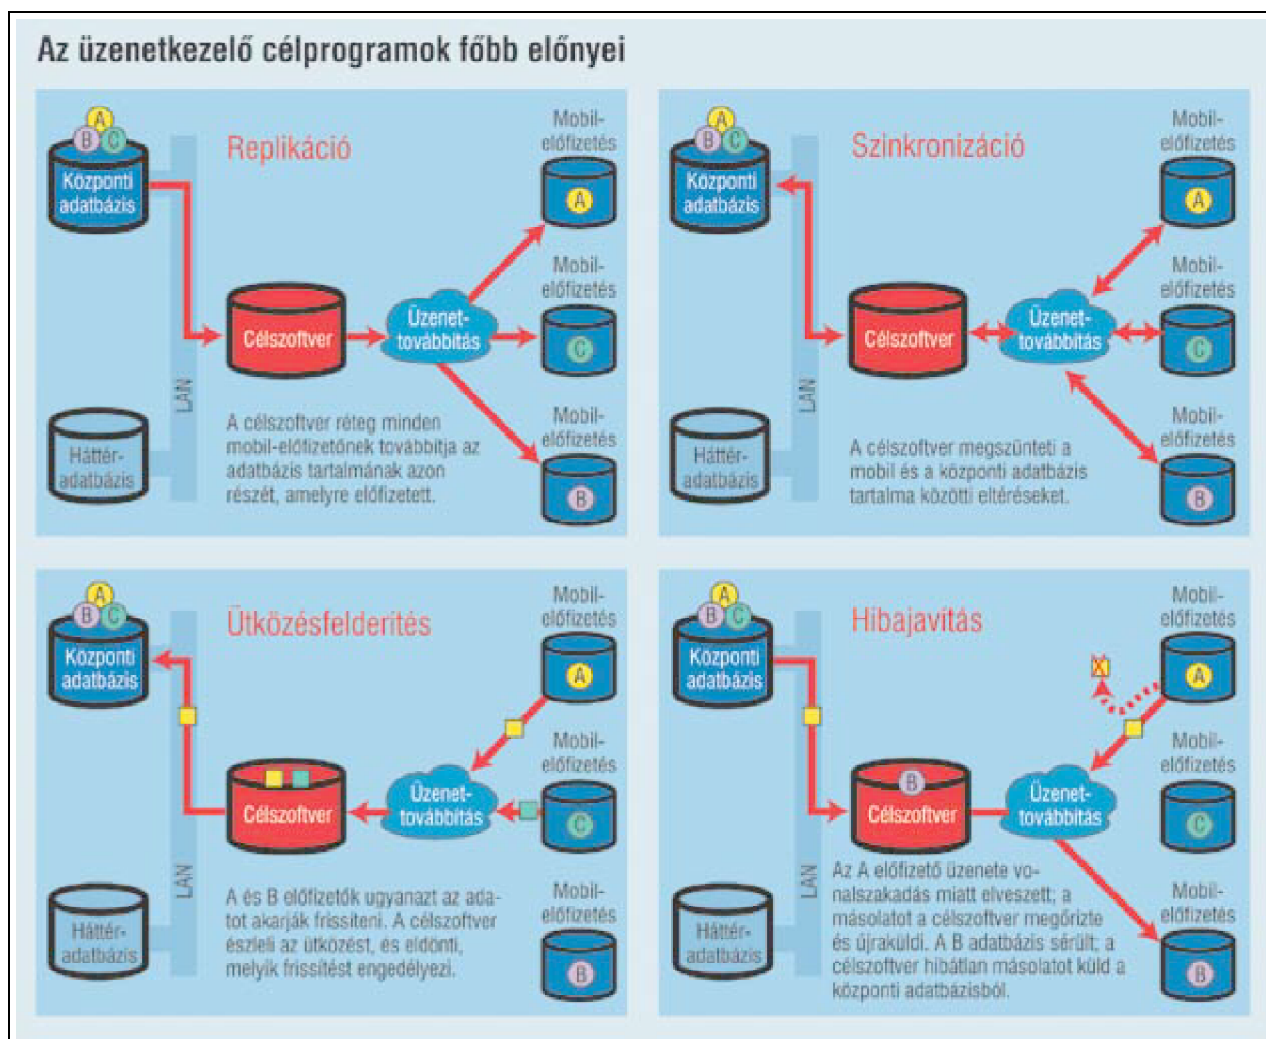 Az üzenetkezelő célprogramok főbb előnyei
A
B C
Központi
adatbázis
Replikáció
Mobil-
előfizetés
A
Mobil-
előfizetés
C
Célszoftver
Üzenet-
továbbítás
LAN
Háttér-
adatbázis
A célszoftver réteg minden
mobil-előfizetőnek továbbítja az
adatbázis tartalmának azon
részét, amelyre előfizetett.
Mobil-
előfizetés
B
A
B C
Központi
adatbázis
Szinkronizáció
Mobil-
előfizetés
A
Mobil-
előfizetés
C
Célszoftver
Üzenet-
továbbítás
LAN
Háttér-
adatbázis
A célszoftver megszünteti a
mobil és a központi adatbázis
tartalma közötti eltéréseket.
Mobil-
előfizetés
B
A
B C
Központi
adatbázis
Ütközésfelderítés
Mobil-
előfizetés
A
Mobil-
előfizetés
C
Célszoftver
Üzenet-
továbbítás
LAN
Háttér-
adatbázis
A és B előfizetők ugyanazt az ada-
tot akarják frissíteni. A célszoftver
észleli az ütközést, és eldönti,
melyik frissítést engedélyezi.
Mobil-
előfizetés
B
A
B C
Központi
adatbázis
Hibajavítás
Mobil-
előfizetés
A
Mobil-
előfizetés
C
B
Célszoftver
Üzenet-
továbbítás
LAN
Háttér-
adatbázis
Az A előfizető üzenete vo-
nalszakadás miatt elveszett; a
másolatot a célszoftver megőrizte
és újraküldi. A B adatbázis sérült; a
célszoftver hibátlan másolatot küld a
központi adatbázisból.
Mobil-
előfizetés
B